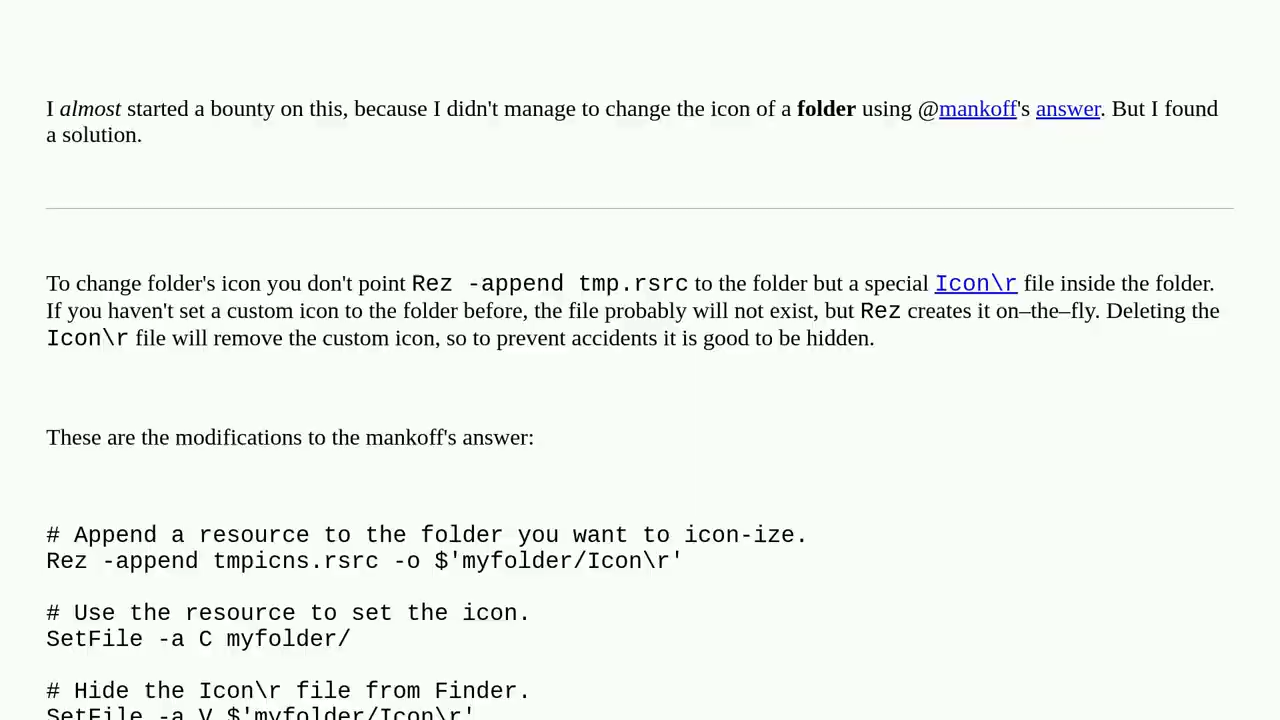 I almost started a bounty on this, because I didn't manage to change the icon of a folder using @mankoff's answer. But I found
a solution.
To change folder's icon you don't point Rez -append tmp.rsrc to the folder but a special Icon\r file inside the folder.
If you haven't set a custom icon to the folder before, the file probably will not exist, but Rez creates it on–the–fly. Deleting the
Icon\r file will remove the custom icon, so to prevent accidents it is good to be hidden.
These are the modifications to the mankoff's answer:
# Append a resource to the folder you want to icon-ize.
Rez -append tmpicns.rsrc -o $'myfolder/Icon\r'
# Use the resource to set the icon.
SetFile -a C myfolder/
# Hide the Icon\r file from Finder.
SetFile -a V $'myfolder/Icon\r'